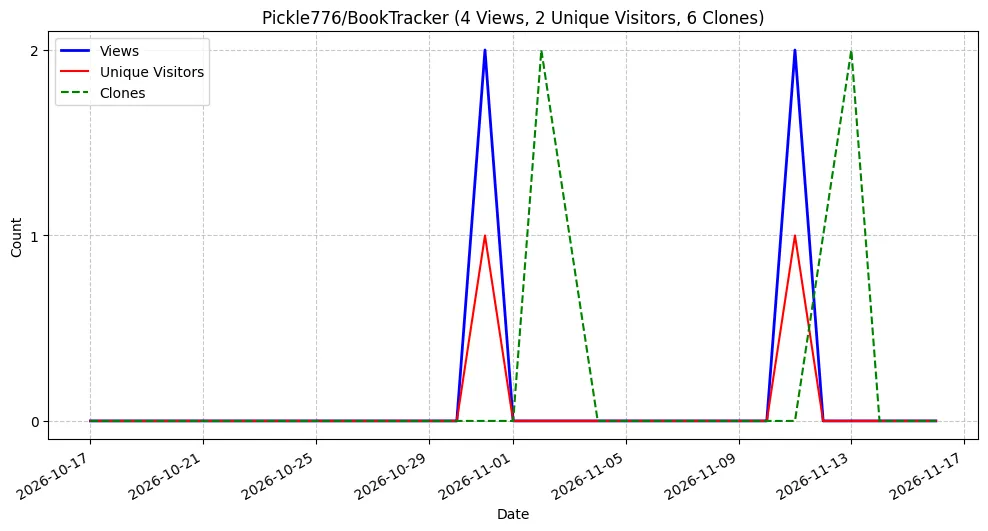 Pickle776/BookTracker (4 Views, 2 Unique Visitors, 6 Clones)
Views
Unique Visitors
Clones
Count
2
1
0
2026-10-17
2026-10-21
2026-10-25
2026-10-29
2026-11-01
2026-11-05
2026-11-09
2026-11-13
2026-11-17
Date